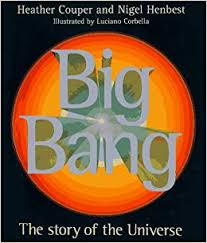 Heather Couper and Nigel Henbest
Illustrated by Luciano Corbella
Big
Bang
The story of the Universe